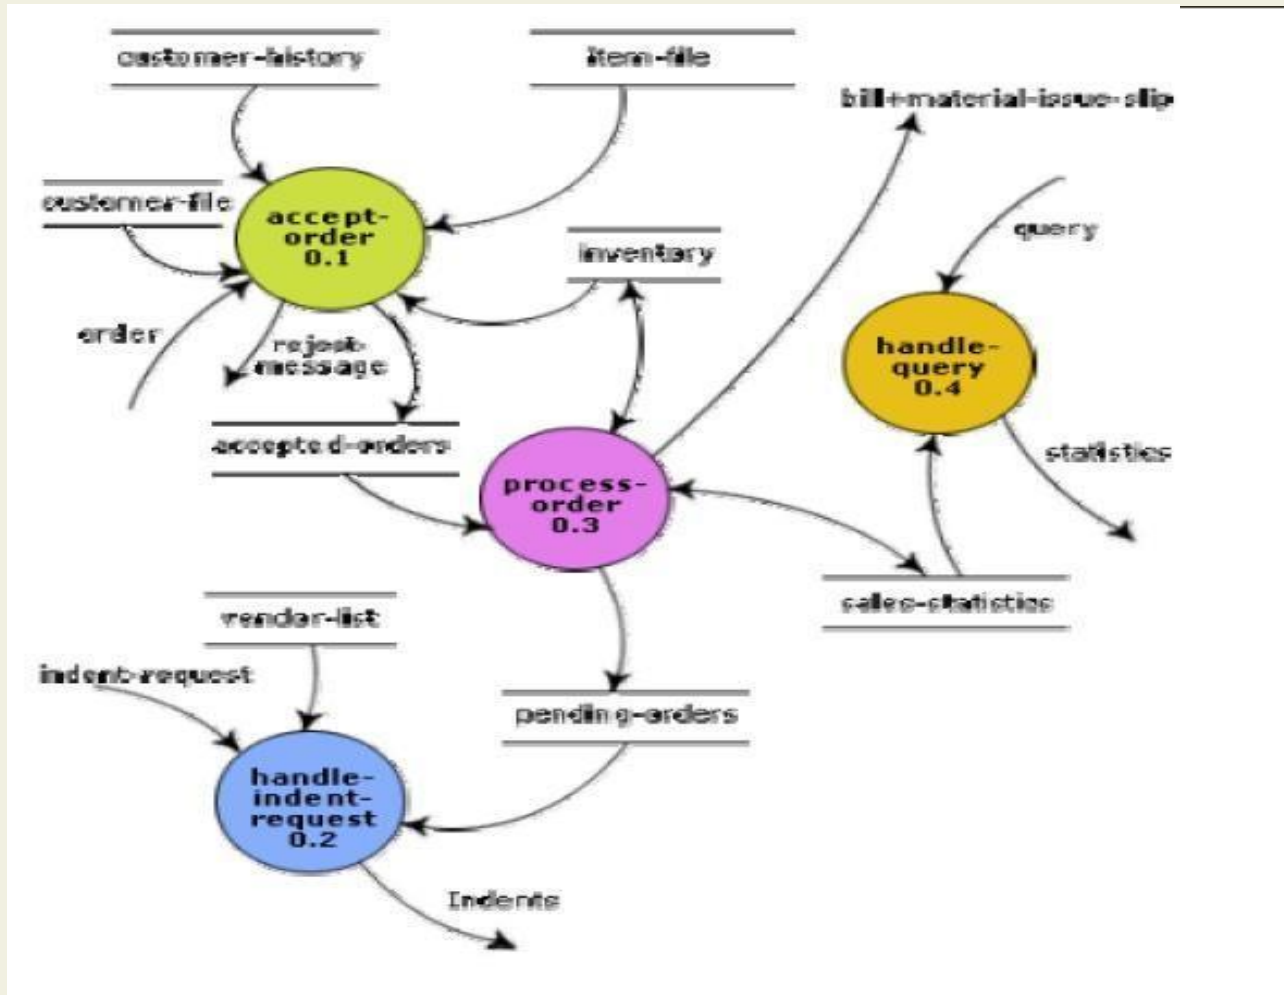 customer-history
item-file
bill+material-issue-slip
customer-file
accept-
order
0.1
query
inventory
order
reject-
message
handle-
query
0.4
accepted-orders
statistics
process-
order
0.3
vendor-list
sales-statistics
indent-request
pending-orders
handle-
indent-
request
0.2
Indents